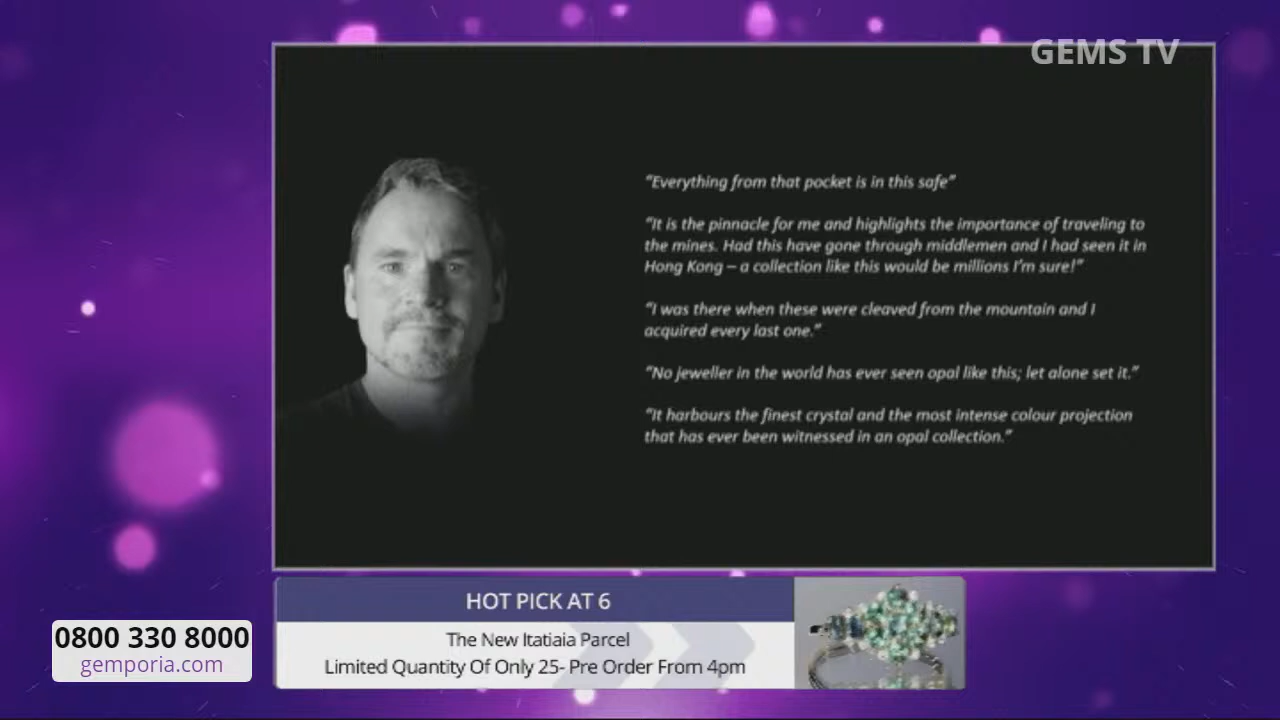 GEMS TV
“Everything from that pocket is in this safe”
“It is the pinnacle for me and highlights the importance of traveling to
the mines. Had this have gone through middlemen and I had seen it in
Hong Kong – a collection like this would be millions I’m sure!”
“I was there when these were cleaved from the mountain and I
acquired every last one.”
“No jeweller in the world has ever seen opal like this; let alone set it.”
“It harbours the finest crystal and the most intense colour projection
that has ever been witnessed in an opal collection.”
HOT PICK AT 6
The New Itatiaia Parcel
Limited Quantity Of Only 25- Pre Order From 4pm
0800 330 8000
gemporia.com